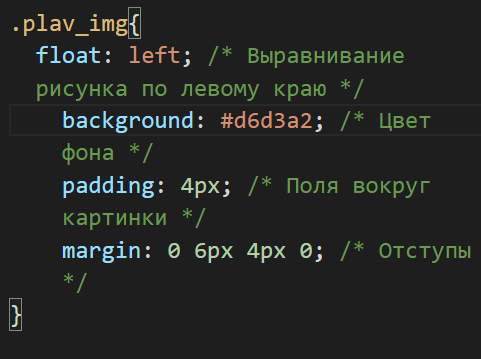 .plav_img{
float: left; /* Выравнивание
рисунка по левому краю */
background: #d6d3a2; /* Цвет
фона */
padding: 4px; /* Поля вокруг
картинки */
margin: 0 6px 4px 0; /* Отступы
*/
}